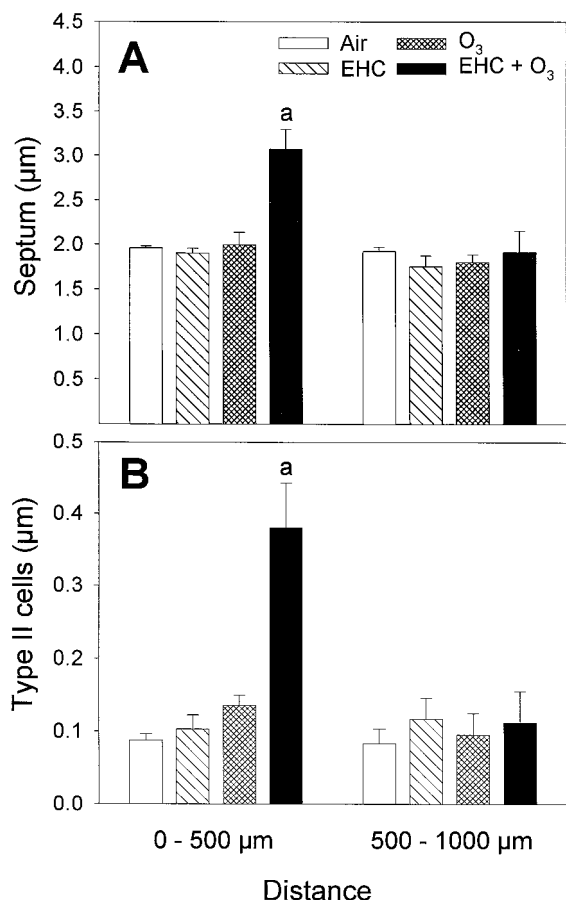 A
Air
O3
EHC
EHC + O3
4.5
4.0
3.5
3.0
2.5
2.0
1.5
1.0
0.5
Septum (µm)
a
B
0.5
0.4
0.3
0.2
0.1
0.0
Type II cells (µm)
a
0 - 500 µm
500 - 1000 µm
Distance